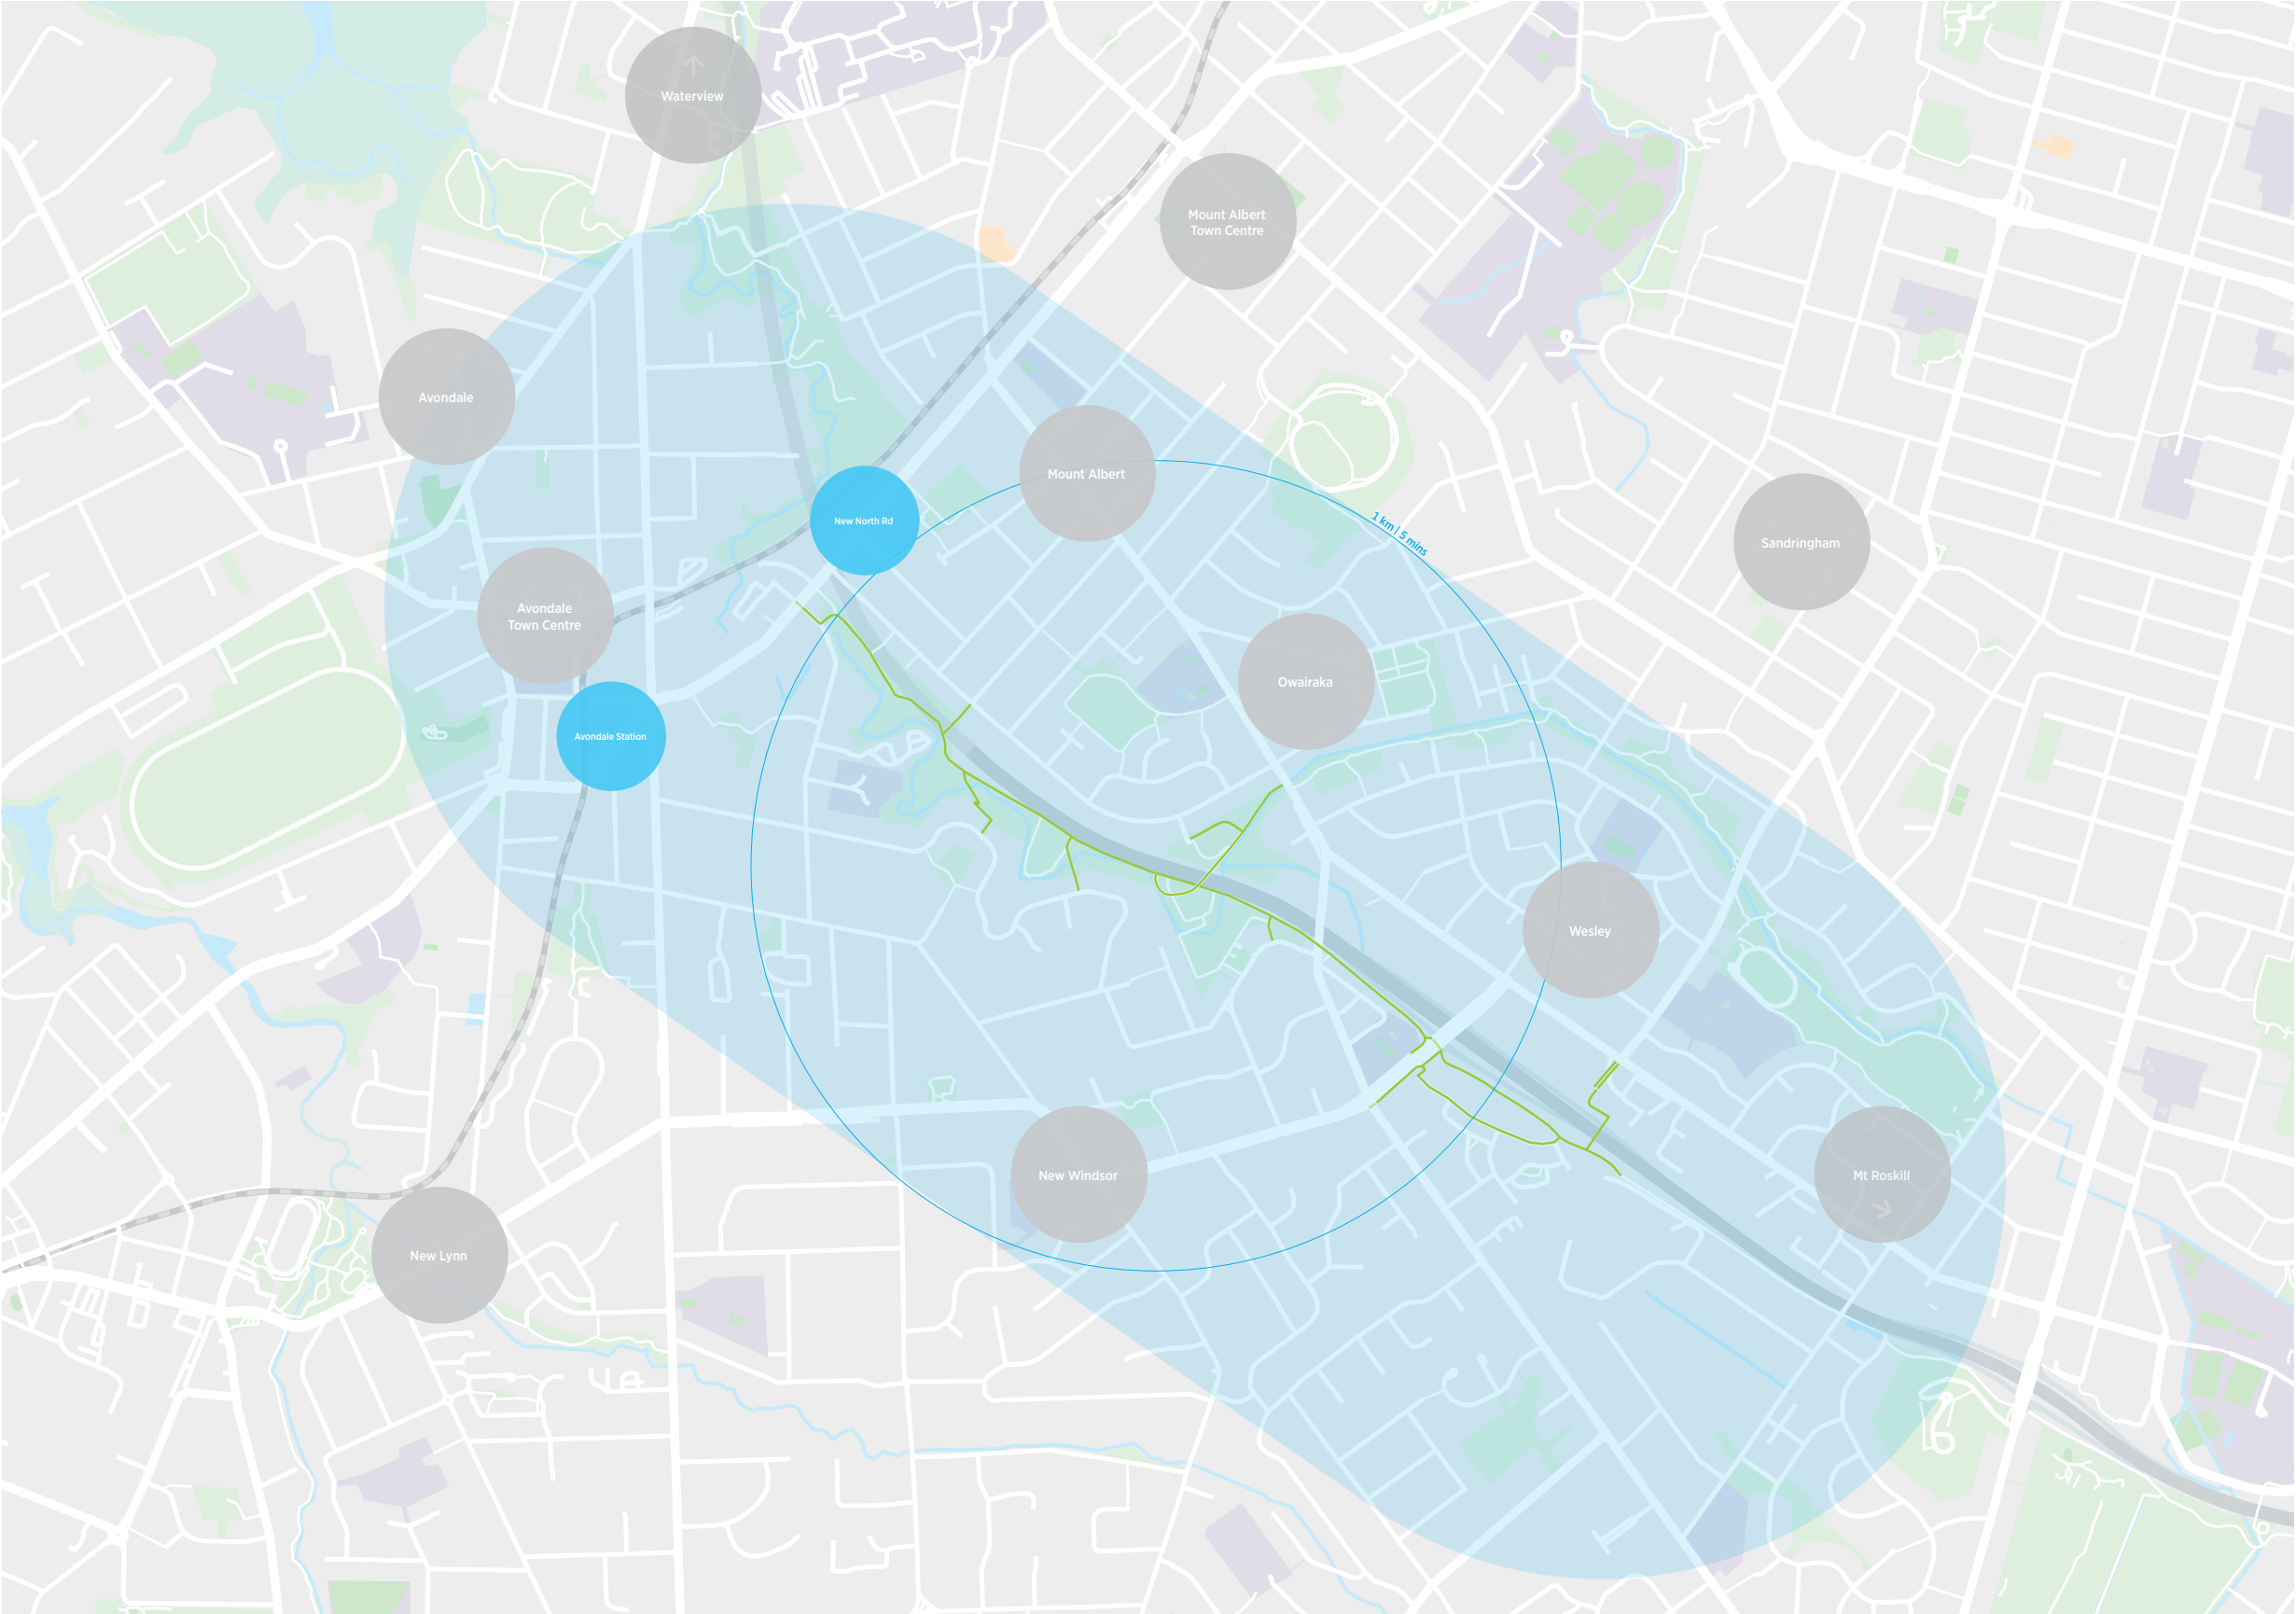 Waterview
Mount Albert
Town Centre
Avondale
Mount Albert
New North Rd
1 km | 5 mins
Sandringham
Avondale
Town Centre
Owairaka
Avondale Station
Wesley
New Windsor
Mt Roskill
New Lynn